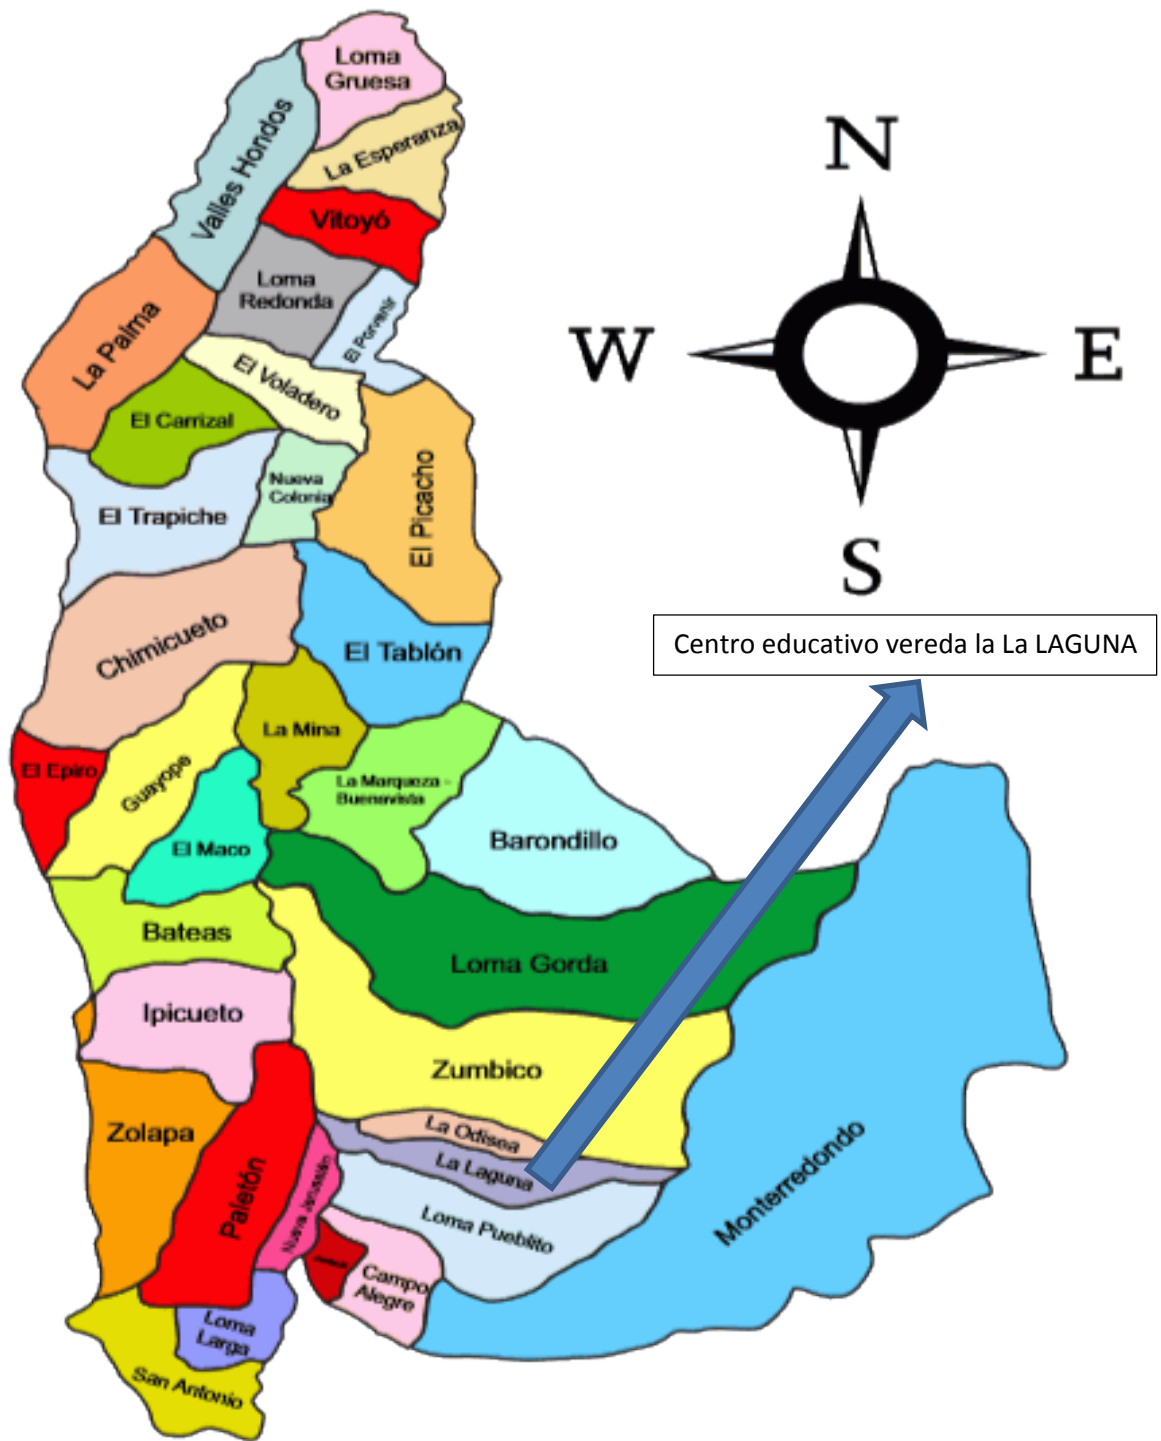 Loma
Gruesa
La Esperanza
Valles Hondos
Vitoyó
Loma
Redonda
El Porvenir
La Palma
El Voladero
El Carrizal
Nueva
Colonia
El Trapiche
El Picacho
Chimicueto
El Tablón
La Mina
El Epiro
Guayope
La Marqueza -
Buenavista
El Maco
Barondillo
Bateas
Loma Gorda
Ipicueto
Zumbico
Zolapa
La Odisea
La Laguna
Paletón
Nueva Jerusalén
Loma Pueblito
Monterredondo
Campo
Alegre
Loma
Larga
San Antonio
N
W
E
S
Centro educativo vereda la La LAGUNA